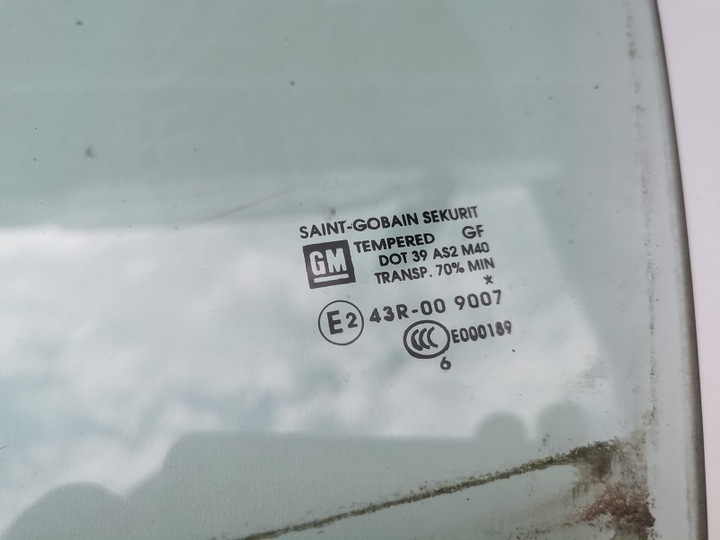 SAINT-GOBAIN SEKURIT
GM TEMPERED GF
DOT 39 AS2 M40
TRANSP. 70% MIN
*
E2 43R-00 9007
CCC E000189
6